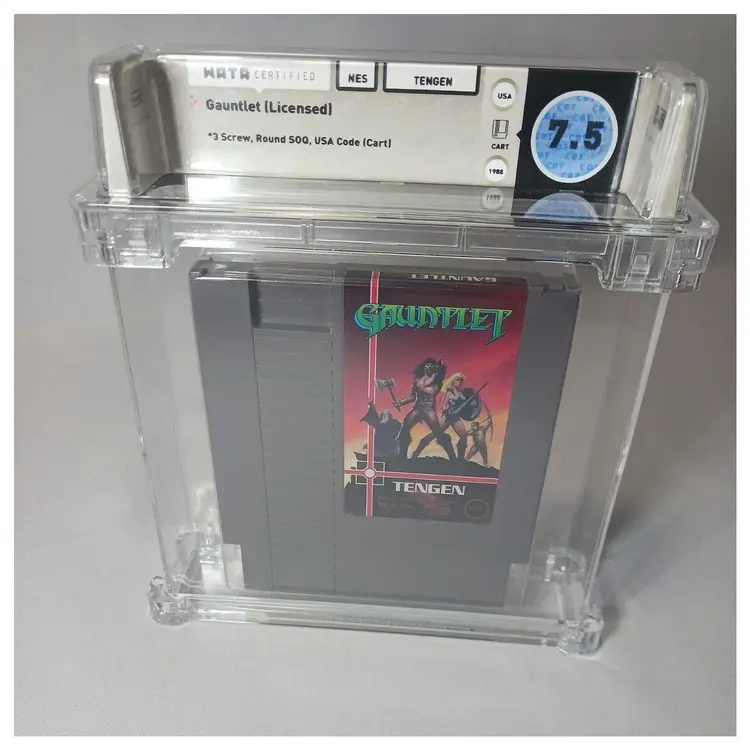 WATA CERTIFIED
NES
TENGEN
Gauntlet (Licensed)
*3 Screw, Round SOQ, USA Code (Cart)
USA
CART
1988
7.5
GAUNTLET
GAUNTLET
TENGEN